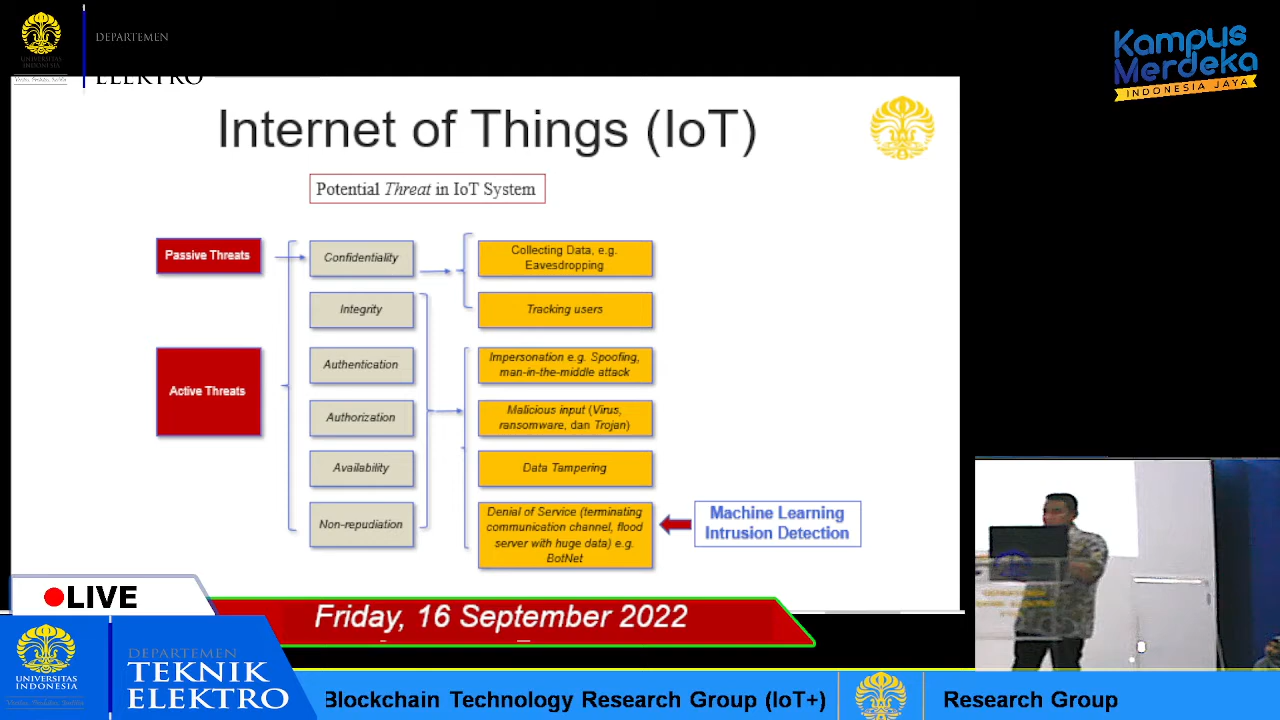 UNIVERSITAS
INDONESIA
DEPARTEMEN
ELEKTRO
Kampus
Merdeka
INDONESIA JAYA
Internet of Things (IoT)
Potential Threat in IoT System
Passive Threats
Active Threats
Confidentiality
Integrity
Authentication
Authorization
Availability
Non-repudiation
Collecting Data, e.g.
Eavesdropping
Tracking users
Impersonation e.g. Spoofing,
man-in-the-middle attack
Malicious input (Virus,
ransomware, dan Trojan)
Data Tampering
Denial of Service (terminating
communication channel, flood
server with huge data) e.g.
BotNet
Machine Learning
Intrusion Detection
LIVE
Friday, 16 September 2022
UNIVERSITAS
INDONESIA
DEPARTEMEN
TEKNIK
ELEKTRO
Blockchain Technology Research Group (IoT+)
Research Group